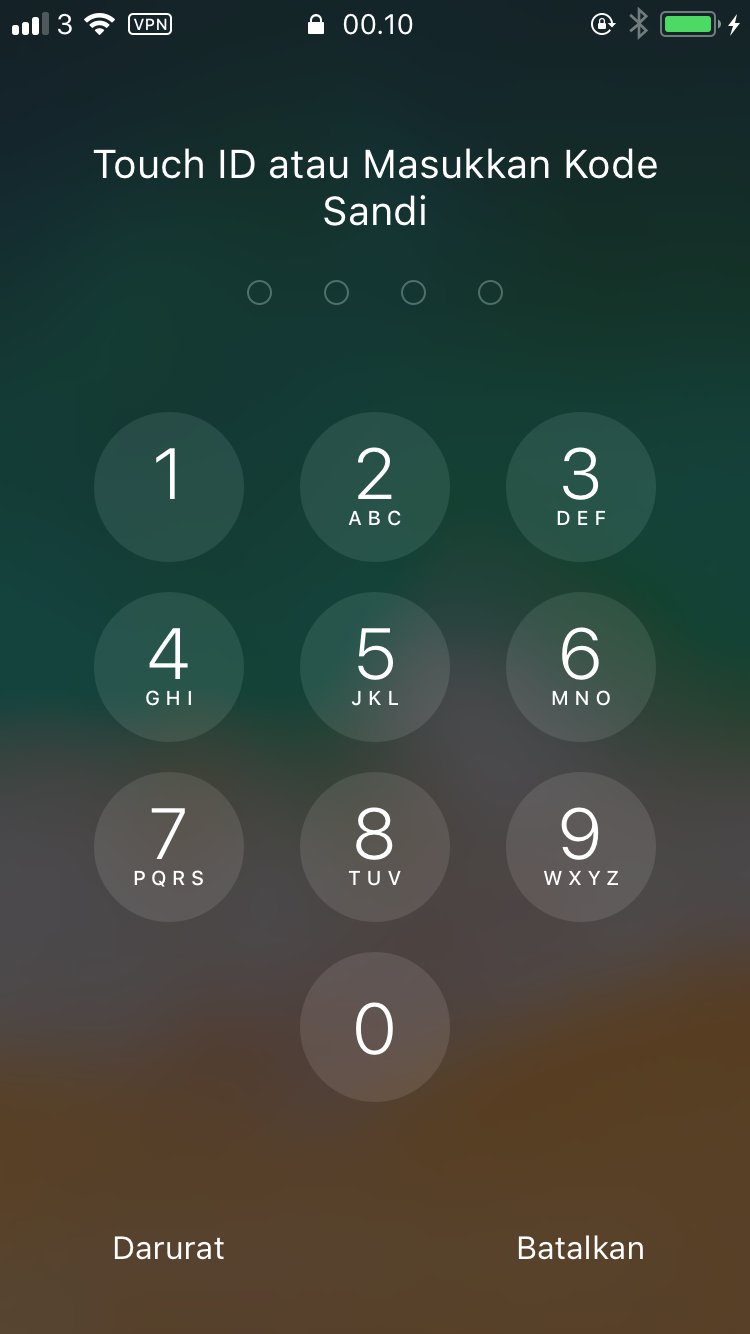 3 VPN 00.10
Touch ID atau Masukkan Kode
Sandi
1 2 3
ABC DEF
4 5 6
GHI JKL MNO
7 8 9
PQRS TUV WXYZ
0
Darurat Batalkan